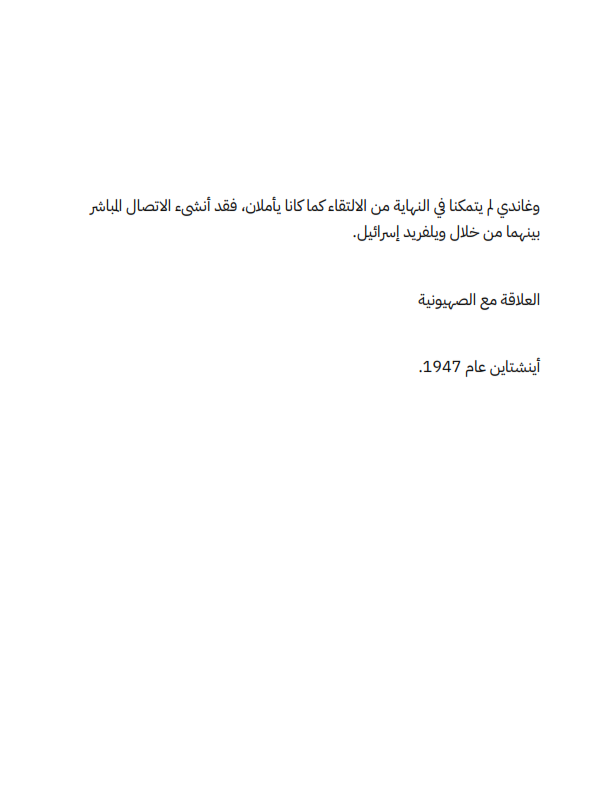 وغاندي لم يتمكنا في النهاية من الالتقاء كما كانا يأملان، فقد أنشىء الاتصال المباشر
بينهما من خلال ويلفريد إسرائيل.
العلاقة مع الصهيونية
أينشتاين عام 1947.